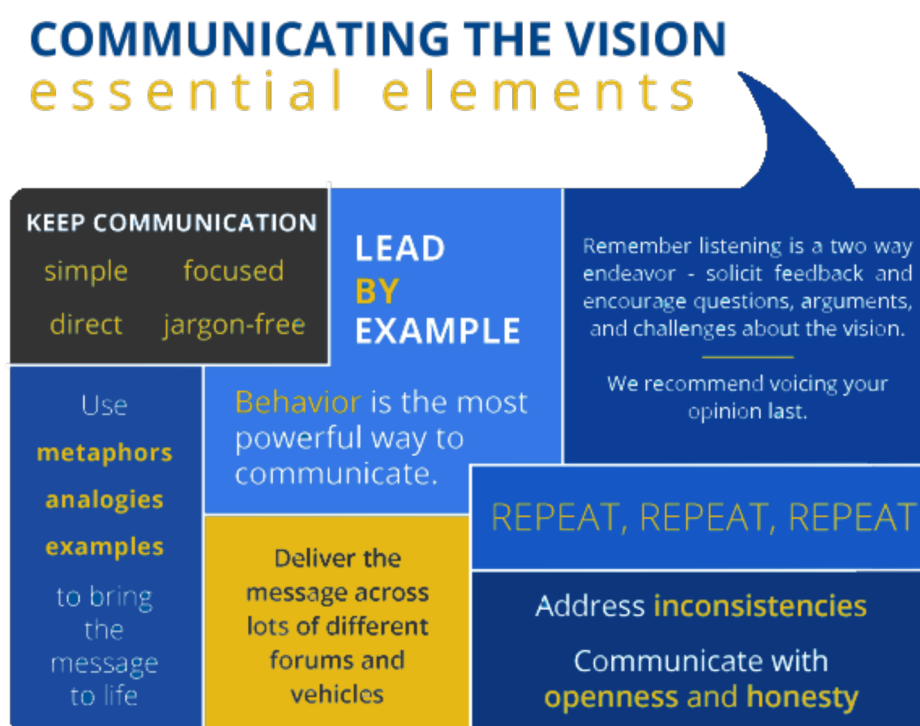 COMMUNICATING THE VISION
essential elements
KEEP COMMUNICATION
simple focused
direct jargon-free
LEAD
BY
EXAMPLE
Behavior is the most
powerful way to
communicate.
Remember listening is a two way
endeavor - solicit feedback and
encourage questions, arguments,
and challenges about the vision.
We recommend voicing your
opinion last.
Use
metaphors
analogies
examples
to bring
the
message
to life
Deliver the
message across
lots of different
forums and
vehicles
REPEAT, REPEAT, REPEAT
Address inconsistencies
Communicate with
openness and honesty